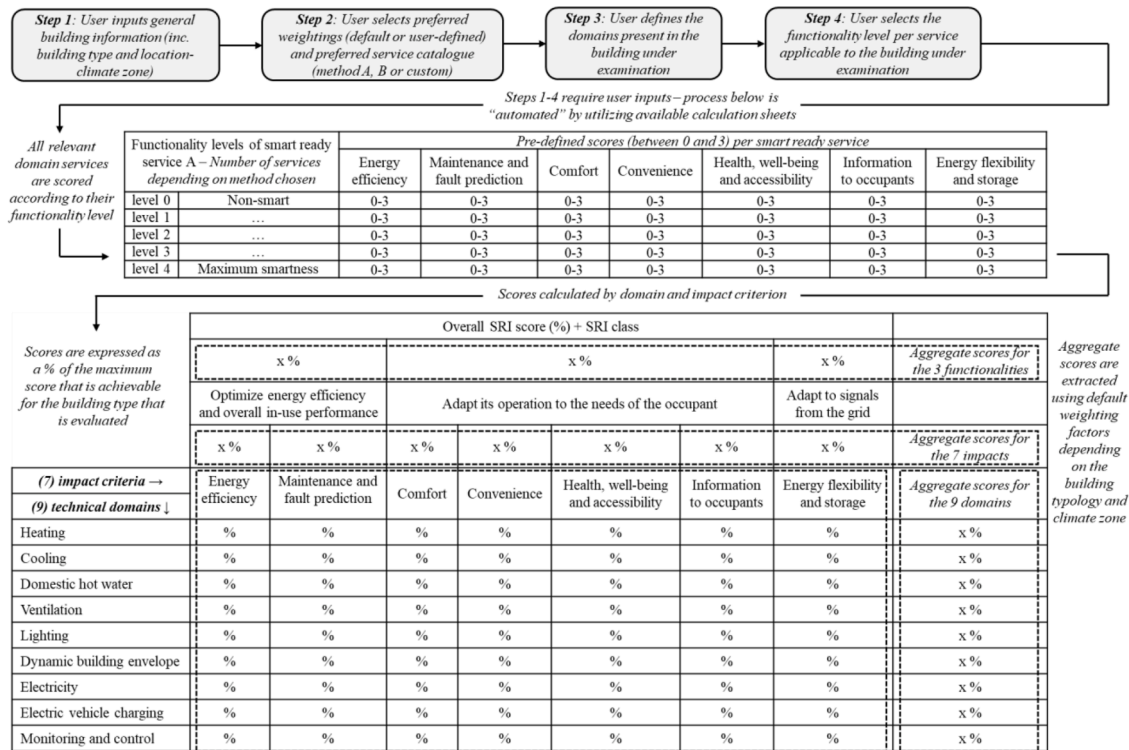 Step 1: User inputs general
building information (inc.
building type and location-
climate zone)
Step 2: User selects preferred
weightings (default or user-defined)
and preferred service catalogue
(method A, B or custom)
Step 3: User defines the
domains present in the
building under
examination
Step 4: User selects the
functionality level per service
applicable to the building under
examination
Steps 1-4 require user inputs – process below is
“automated” by utilizing available calculation sheets
All relevant
domain services
are scored
according to their
functionality level
Functionality levels of smart ready
service A – Number of services
depending on method chosen
Pre-defined scores (between 0 and 3) per smart ready service
Energy
efficiency
Maintenance and
fault prediction
Comfort
Convenience
Health, well-being
and accessibility
Information
to occupants
Energy flexibility
and storage
level 0 Non-smart 0-3 0-3 0-3 0-3 0-3 0-3 0-3
level 1 … 0-3 0-3 0-3 0-3 0-3 0-3 0-3
level 2 … 0-3 0-3 0-3 0-3 0-3 0-3 0-3
level 3 … 0-3 0-3 0-3 0-3 0-3 0-3 0-3
level 4 Maximum smartness 0-3 0-3 0-3 0-3 0-3 0-3 0-3
Scores calculated by domain and impact criterion
Scores are expressed as
a % of the maximum
score that is achievable
for the building type that
is evaluated
Overall SRI score (%) + SRI class
x % x % x %
Aggregate scores for
the 3 functionalities
Optimize energy efficiency
and overall in-use performance
Adapt its operation to the needs of the occupant
Adapt to signals
from the grid
x % x % x % x % x % x % x %
Aggregate scores for
the 7 impacts
(7) impact criteria →
(9) technical domains ↓
Energy
efficiency
Maintenance and
fault prediction
Comfort
Convenience
Health, well-being
and accessibility
Information
to occupants
Energy flexibility
and storage
Aggregate scores for
the 9 domains
Heating % % % % % % % x %
Cooling % % % % % % % x %
Domestic hot water % % % % % % % x %
Ventilation % % % % % % % x %
Lighting % % % % % % % x %
Dynamic building envelope % % % % % % % x %
Electricity % % % % % % % x %
Electric vehicle charging % % % % % % % x %
Monitoring and control % % % % % % % x %
Aggregate
scores are
extracted
using default
weighting
factors
depending
on the
building
typology and
climate zone